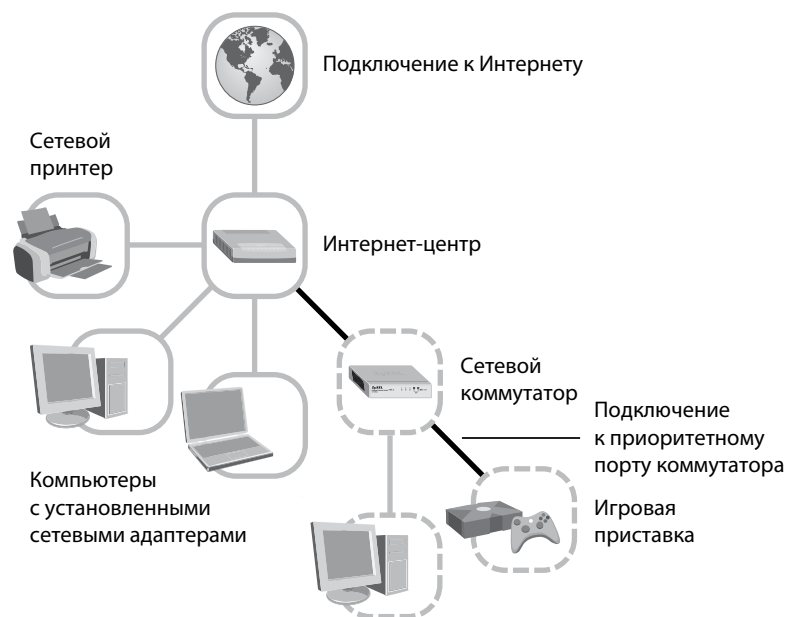 Подключение к Интернету
Сетевой
принтер
Интернет-центр
Сетевой
коммутатор
Подключение
к приоритетному
порту коммутатора
Компьютеры
с установленными
сетевыми адаптерами
Игровая
приставка